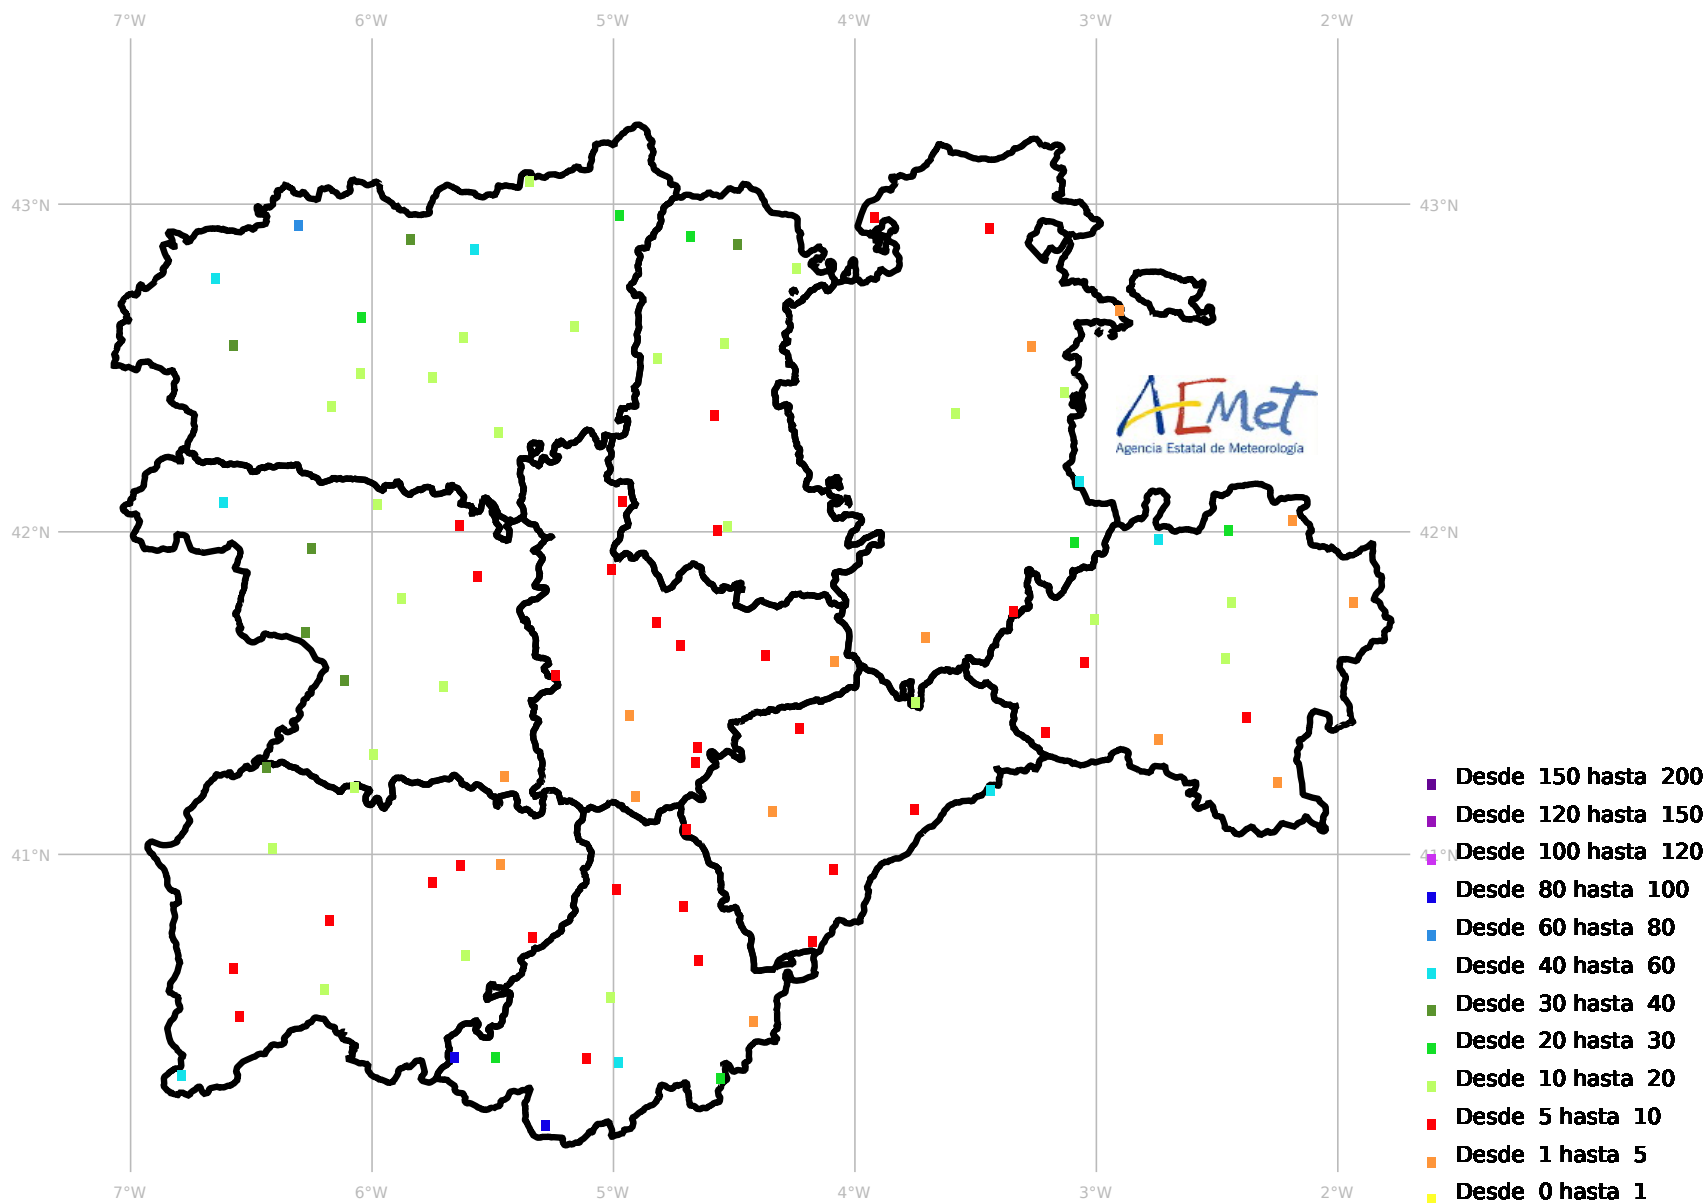 7°W 6°W 5°W 4°W 3°W 2°W
43°N 43°N
AEMet
Agencia Estatal de Meteorología
42°N 42°N
Desde 150 hasta 200
Desde 120 hasta 150
41°N Desde 100 hasta 120 41°N
Desde 80 hasta 100
Desde 60 hasta 80
Desde 40 hasta 60
Desde 30 hasta 40
Desde 20 hasta 30
Desde 10 hasta 20
Desde 5 hasta 10
Desde 1 hasta 5
Desde 0 hasta 1
7°W 6°W 5°W 4°W 3°W 2°W